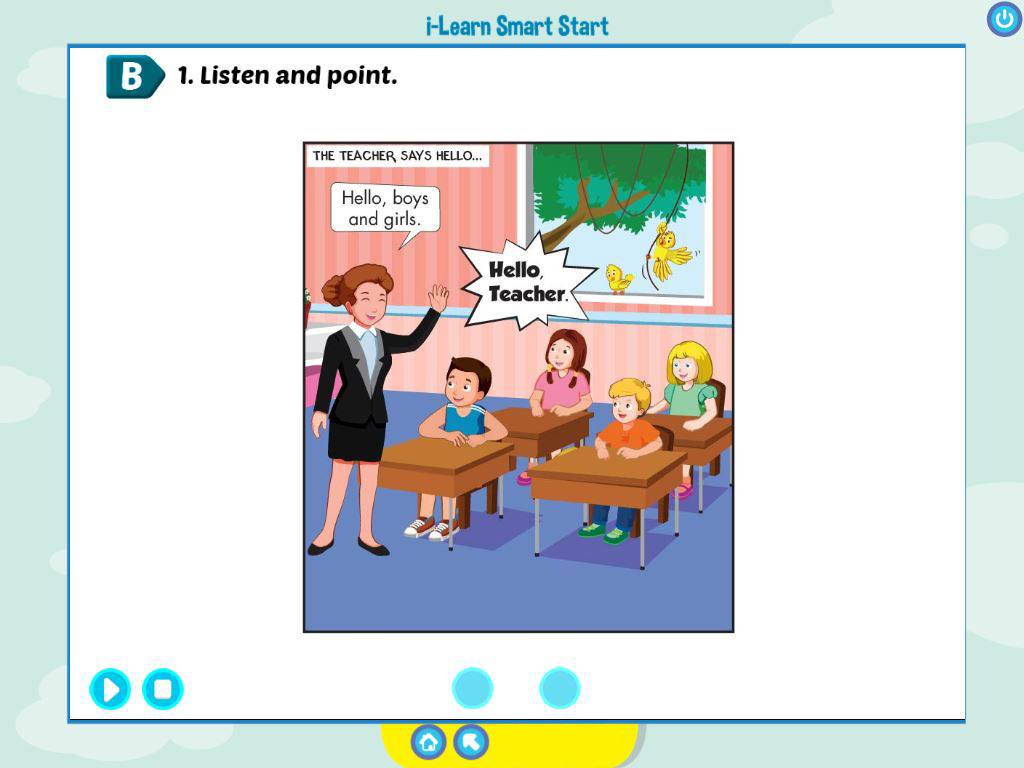 i-Learn Smart Start
B
1. Listen and point.
THE TEACHER SAYS HELLO...
Hello, boys
and girls.
Hello,
Teacher.